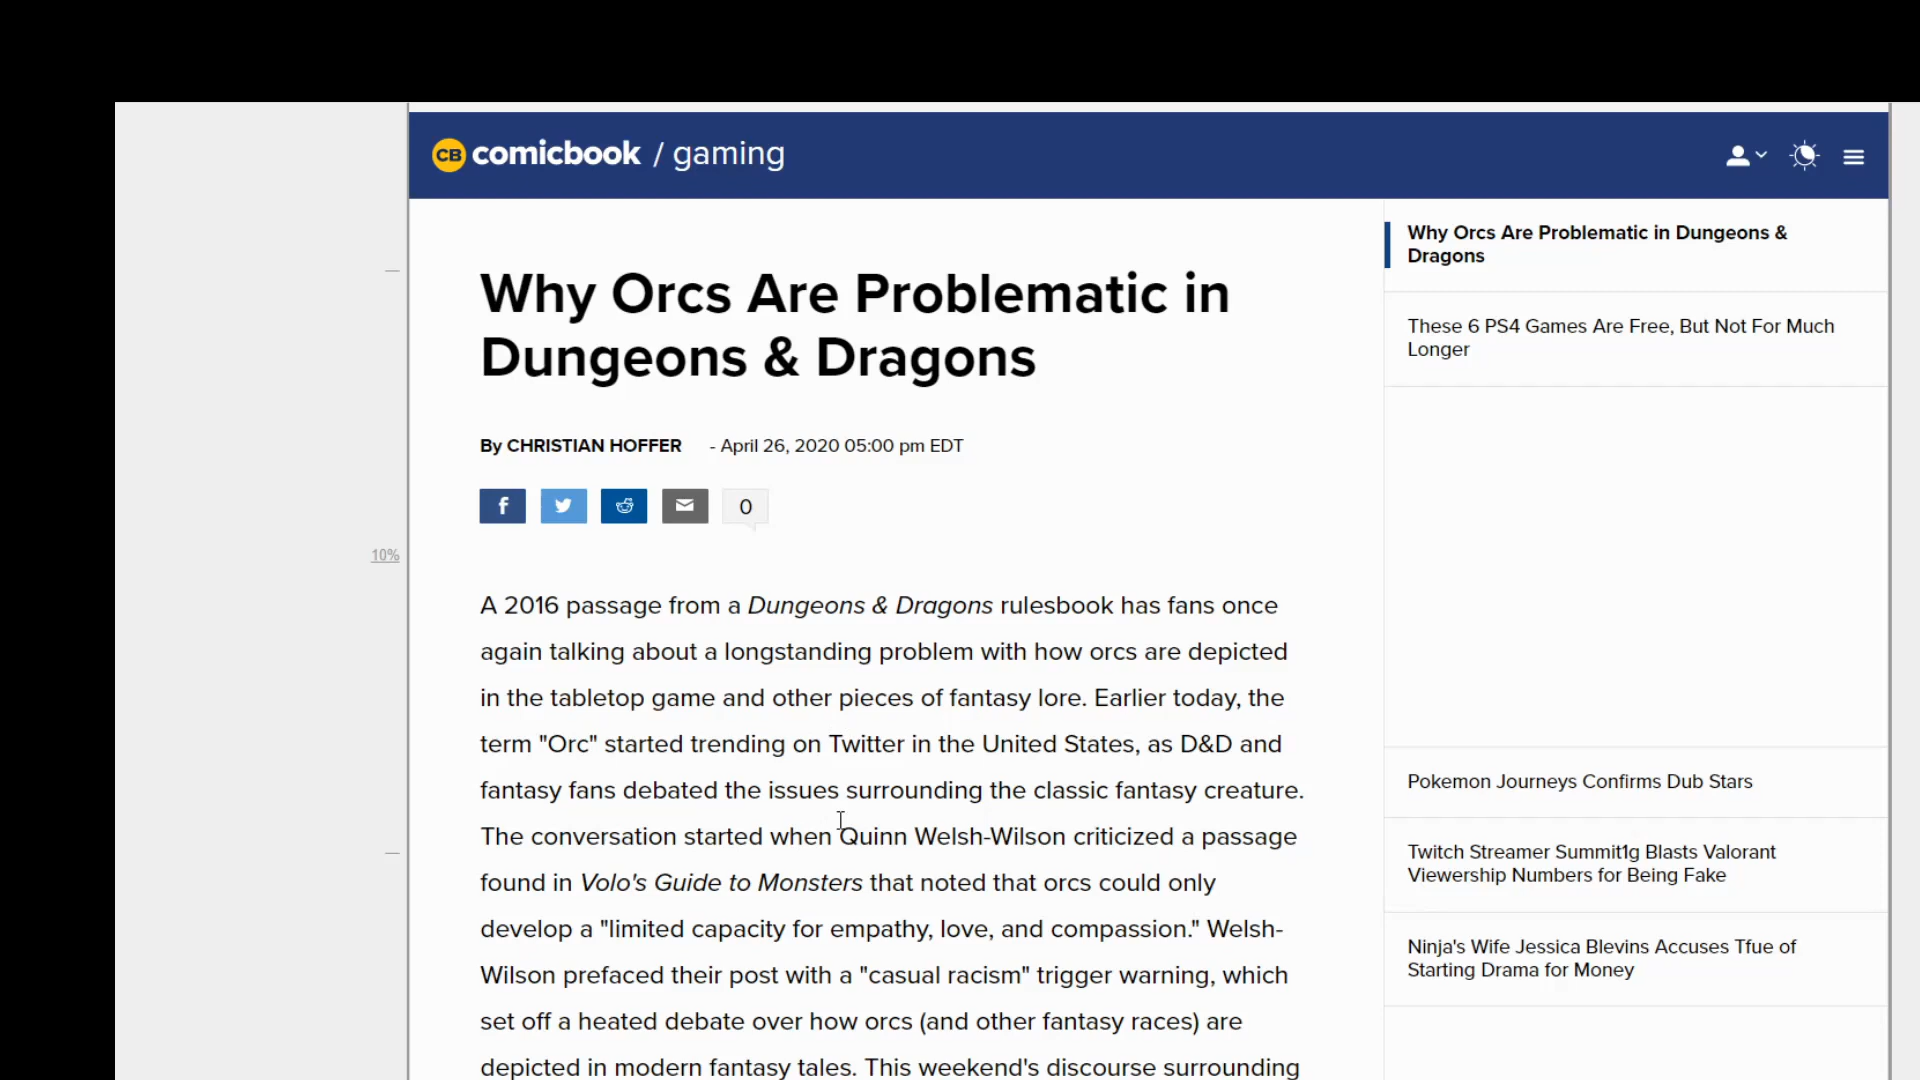 CB comicbook / gaming
Why Orcs Are Problematic in
Dungeons & Dragons
By CHRISTIAN HOFFER - April 26, 2020 05:00 pm EDT
f
0
10%
A 2016 passage from a Dungeons & Dragons rulesbook has fans once
again talking about a longstanding problem with how orcs are depicted
in the tabletop game and other pieces of fantasy lore. Earlier today, the
term "Orc" started trending on Twitter in the United States, as D&D and
fantasy fans debated the issues surrounding the classic fantasy creature.
The conversation started when Quinn Welsh-Wilson criticized a passage
found in Volo's Guide to Monsters that noted that orcs could only
develop a "limited capacity for empathy, love, and compassion." Welsh-
Wilson prefaced their post with a "casual racism" trigger warning, which
set off a heated debate over how orcs (and other fantasy races) are
depicted in modern fantasy tales. This weekend's discourse surrounding
Why Orcs Are Problematic in Dungeons &
Dragons
These 6 PS4 Games Are Free, But Not For Much
Longer
Pokemon Journeys Confirms Dub Stars
Twitch Streamer Summit1g Blasts Valorant
Viewership Numbers for Being Fake
Ninja's Wife Jessica Blevins Accuses Tfue of
Starting Drama for Money